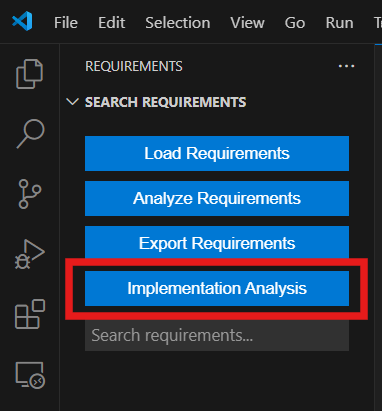 File Edit Selection View Go Run
REQUIREMENTS
SEARCH REQUIREMENTS
Load Requirements
Analyze Requirements
Export Requirements
Implementation Analysis
Search requirements...